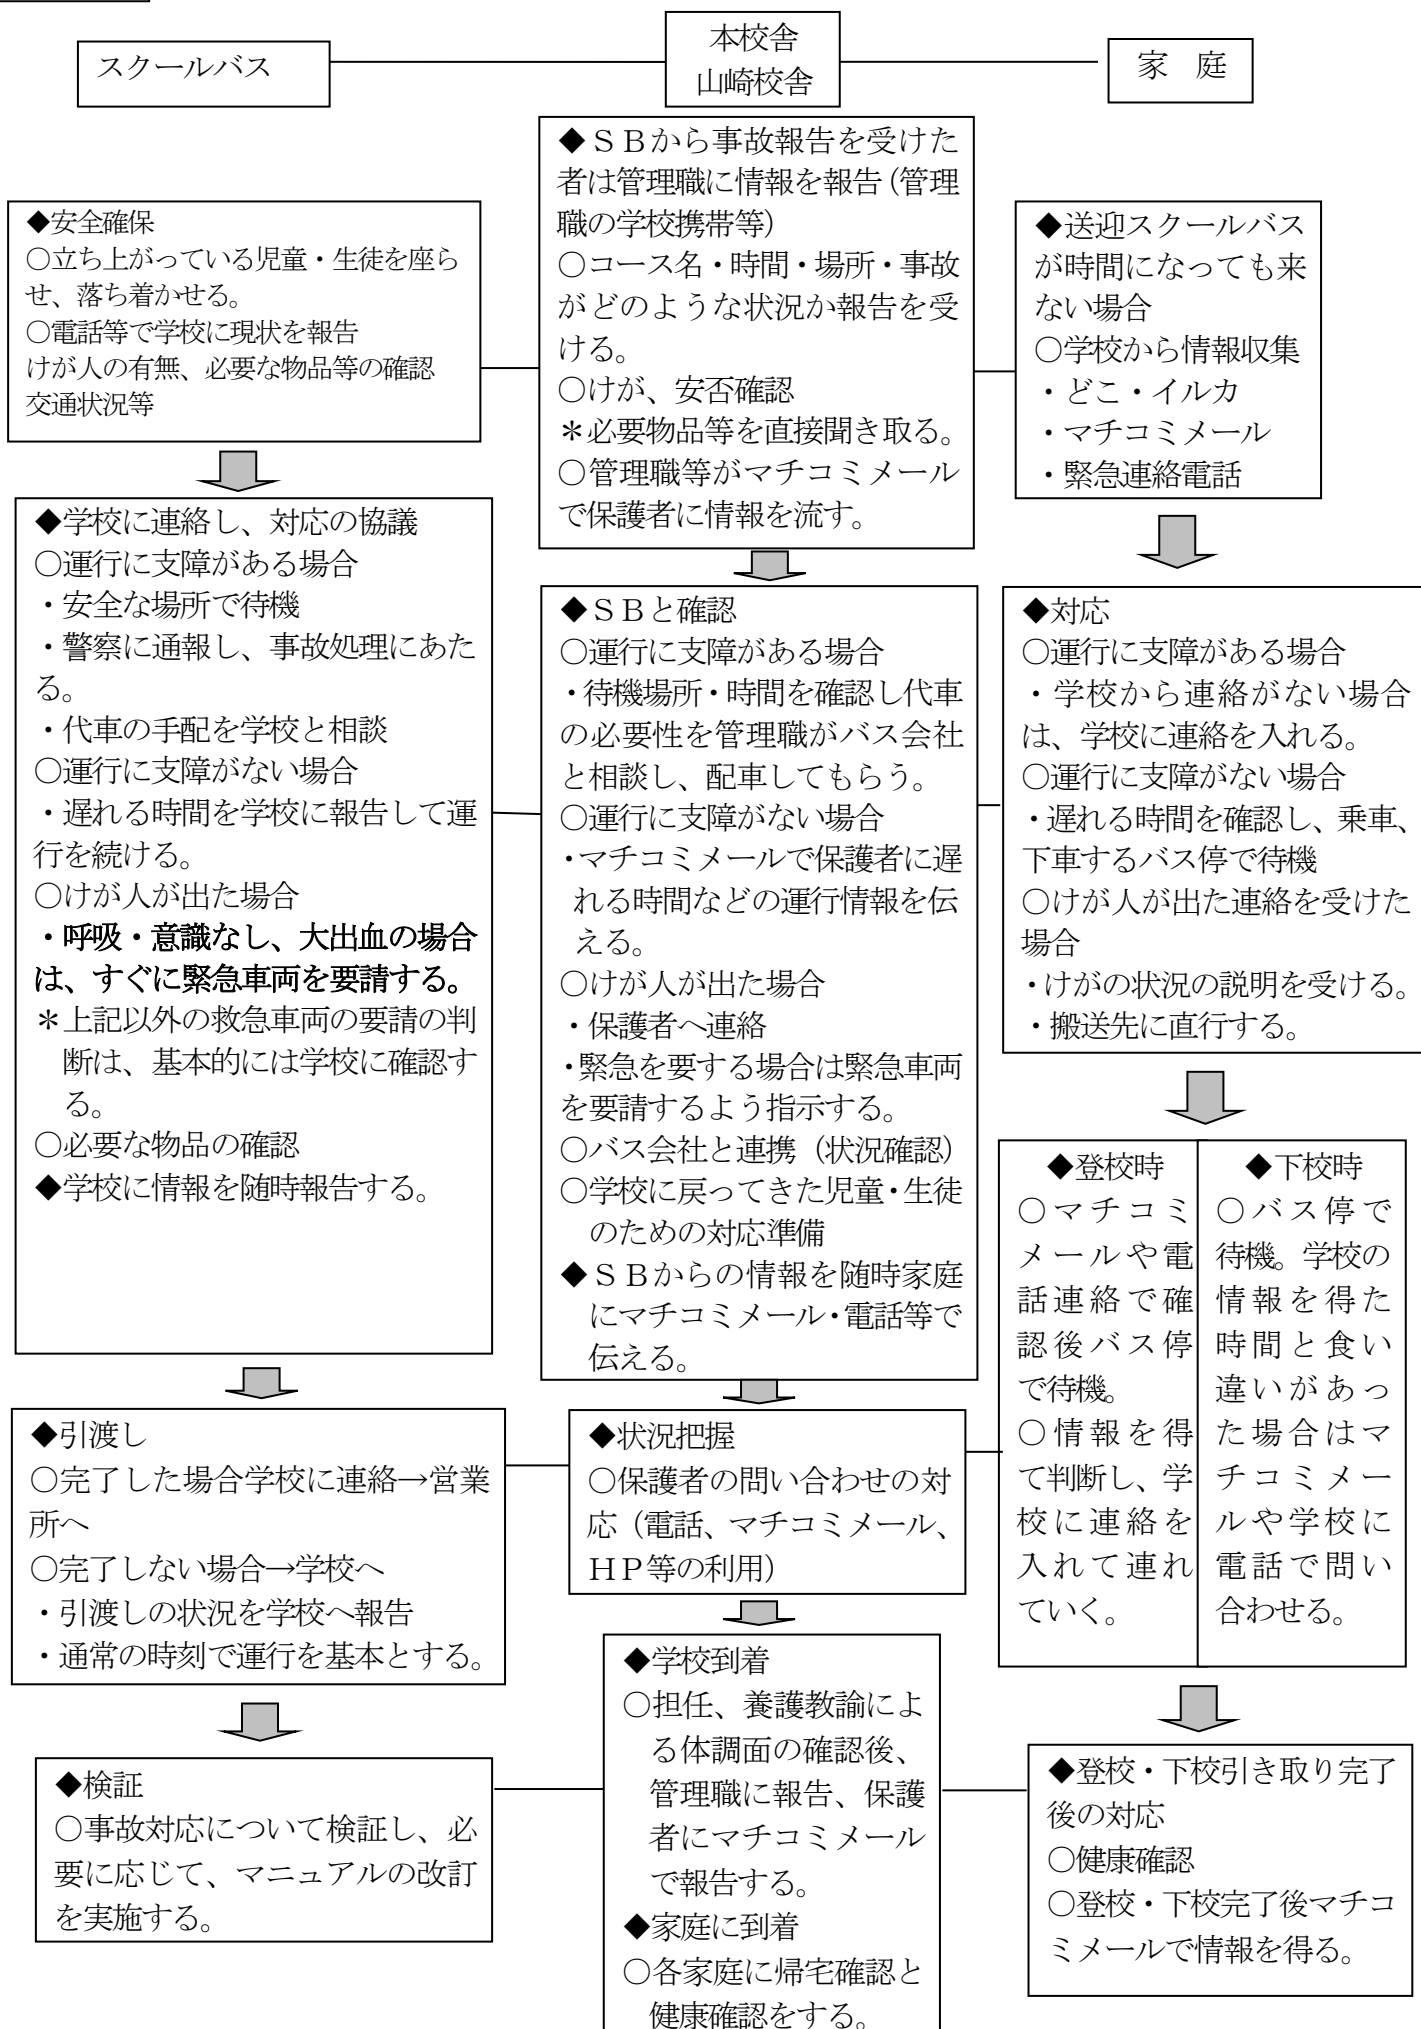 スクールバス
本校舎
山崎校舎
家　庭
◆ＳＢから事故報告を受けた
者は管理職に情報を報告（管理
職の学校携帯等）
○コース名・時間・場所・事故
がどのような状況か報告を受
ける。
○けが、安否確認
＊必要物品等を直接聞き取る。
○管理職等がマチコミメール
で保護者に情報を流す。
◆安全確保
○立ち上がっている児童・生徒を座ら
せ、落ち着かせる。
○電話等で学校に現状を報告
けが人の有無、必要な物品等の確認
交通状況等
◆送迎スクールバス
が時間になっても来
ない場合
○学校から情報収集
・どこ・イルカ
・マチコミメール
・緊急連絡電話
◆学校に連絡し、対応の協議
○運行に支障がある場合
・安全な場所で待機
・警察に通報し、事故処理にあた
る。
・代車の手配を学校と相談
○運行に支障がない場合
・遅れる時間を学校に報告して運
行を続ける。
○けが人が出た場合
・呼吸・意識なし、大出血の場合
は、すぐに緊急車両を要請する。
＊上記以外の救急車両の要請の判
断は、基本的には学校に確認す
る。
○必要な物品の確認
◆学校に情報を随時報告する。
◆ＳＢと確認
○運行に支障がある場合
・待機場所・時間を確認し代車
の必要性を管理職がバス会社
と相談し、配車してもらう。
○運行に支障がない場合
・マチコミメールで保護者に遅
れる時間などの運行情報を伝
える。
○けが人が出た場合
・保護者へ連絡
・緊急を要する場合は緊急車両
を要請するよう指示する。
○バス会社と連携（状況確認）
○学校に戻ってきた児童・生徒
のための対応準備
◆ＳＢからの情報を随時家庭
にマチコミメール・電話等で
伝える。
◆対応
○運行に支障がある場合
・学校から連絡がない場合
は、学校に連絡を入れる。
○運行に支障がない場合
・遅れる時間を確認し、乗車、
下車するバス停で待機
○けが人が出た連絡を受けた
場合
・けがの状況の説明を受ける。
・搬送先に直行する。
◆登校時
○マチコミ
メールや電
話連絡で確
認後バス停
で待機。
○情報を得
て判断し、学
校に連絡を
入れて連れ
ていく。
◆下校時
○バス停で
待機。学校の
情報を得た
時間と食い
違いがあっ
た場合はマ
チコミメー
ルや学校に
電話で問い
合わせる。
◆引渡し
○完了した場合学校に連絡→営業
所へ
○完了しない場合→学校へ
・引渡しの状況を学校へ報告
・通常の時刻で運行を基本とする。
◆状況把握
○保護者の問い合わせの対
応（電話、マチコミメール、
ＨＰ等の利用）
◆検証
○事故対応について検証し、必
要に応じて、マニュアルの改訂
を実施する。
◆学校到着
○担任、養護教諭によ
る体調面の確認後、
管理職に報告、保護
者にマチコミメール
で報告する。
◆家庭に到着
○各家庭に帰宅確認と
健康確認をする。
◆登校・下校引き取り完了
後の対応
○健康確認
○登校・下校完了後マチコ
ミメールで情報を得る。